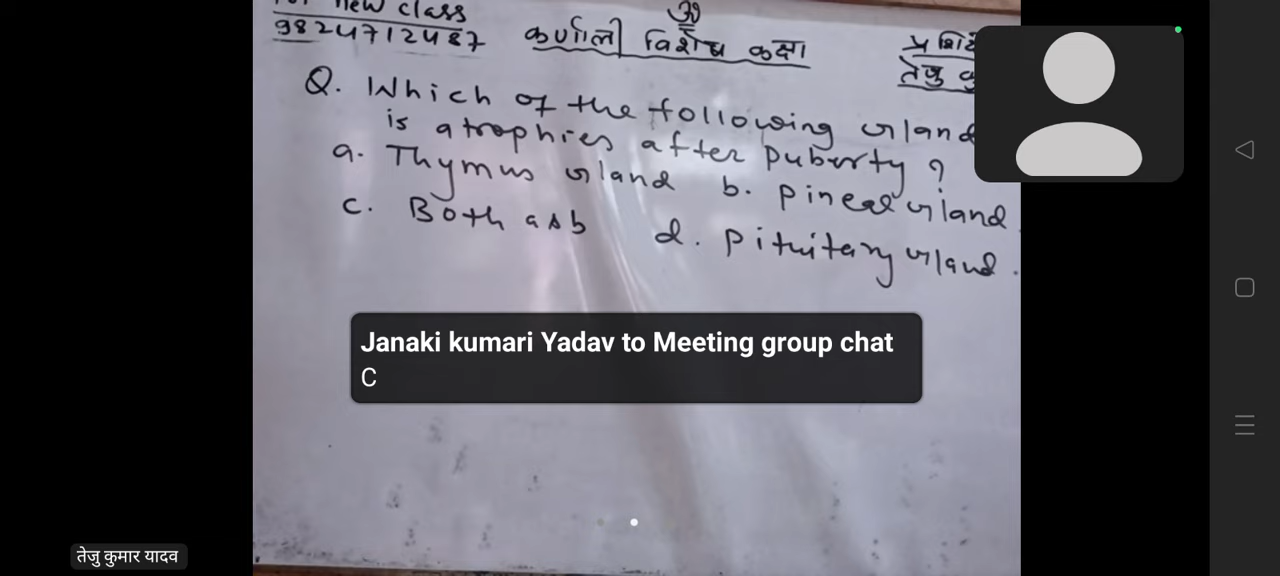 new class
9824712487 कर्णाली विशेष कक्षा
ॐ
तेजु
Q. Which of the following gland
is atrophies after puberty ?
a. Thymus gland b. pineal gland
c. Both a & b d. pituitary gland.
Janaki kumari Yadav to Meeting group chat
C
तेजु कुमार यादव